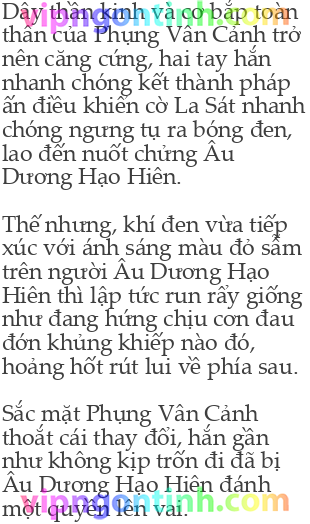 Dây thần kinh và cơ bắp toàn
vipngontinh.com
thân của Phụng Vân Cảnh trở
nên căng cứng, hai tay hắn
nhanh chóng kết thành pháp
ấn điều khiển cờ La Sát nhanh
chóng ngưng tụ ra bóng đen,
lao đến nuốt chửng Âu
Dương Hạo Hiên.
Thế nhưng, khí đen vừa tiếp
xúc với ánh sáng màu đỏ sẫm
trên người Âu Dương Hạo
Hiên thì lập tức run rẩy giống
như đang hứng chịu cơn đau
đớn khủng khiếp nào đó,
hoảng hốt rút lui về phía sau.
Sắc mặt Phụng Vân Cảnh
vipngontinh.com
thoắt cái thay đổi, hắn gần
như không kịp trốn đi đã bị
Âu Dương Hạo Hiên đánh
một quyền lên vai.
vipngontinh.com